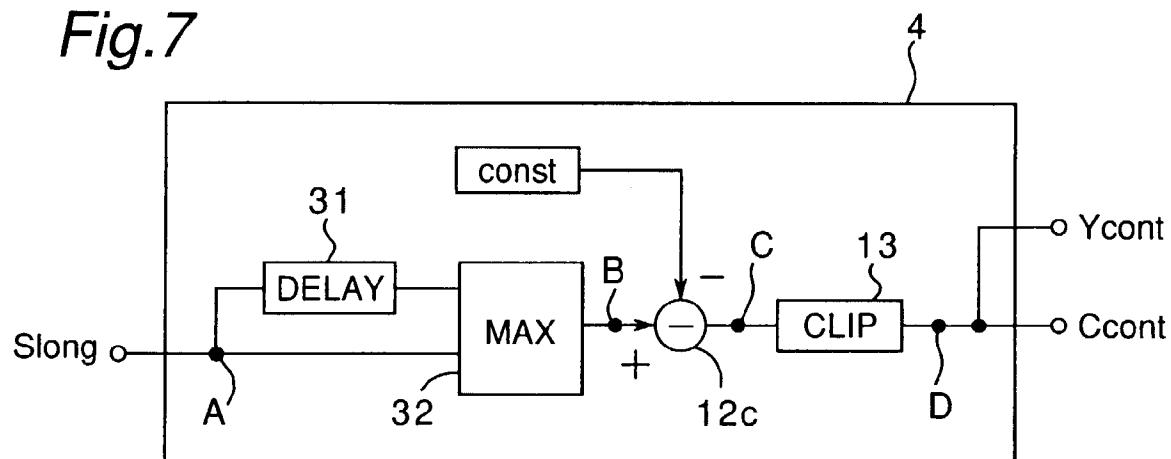 Fig.7
4
const
31
DELAY
MAX
32
B
−
+
−
12c
C
13
CLIP
D
Ycont
Ccont
Slong
A